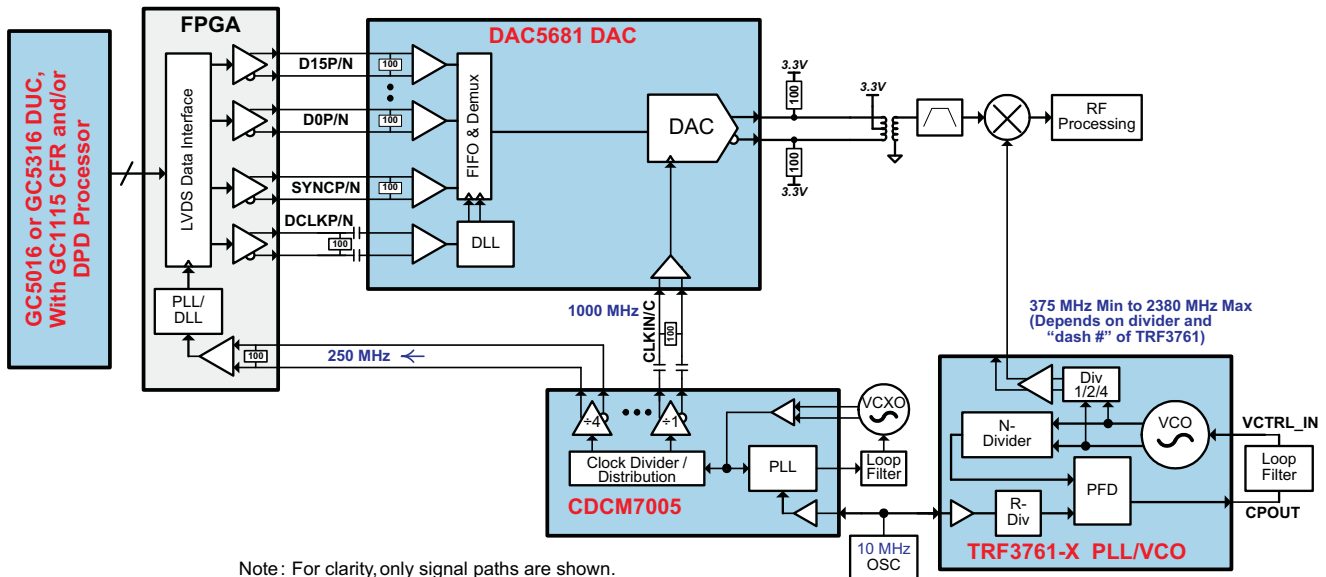 GC5016 or GC5316 DUC,
With GC1115 CFR and/or
DPD Processor
FPGA
LVDS Data Interface
PLL/
DLL
100
D15P/N
D0P/N
SYNCP/N
DCLKP/N
100
250 MHz
DAC5681 DAC
100
100
100
FIFO & Demux
DLL
DAC
1000 MHz
CLKIN/C
100
3.3V
100
100
3.3V
3.3V
RF
Processing
375 MHz Min to 2380 MHz Max
(Depends on divider and
“dash #” of TRF3761)
÷4
÷1
Clock Divider /
Distribution
PLL
VCXO
Loop
Filter
CDCM7005
Div
1/2/4
N-
Divider
VCO
PFD
R-
Div
TRF3761-X PLL/VCO
VCTRL_IN
Loop
Filter
CPOUT
10 MHz
OSC
Note: For clarity, only signal paths are shown.